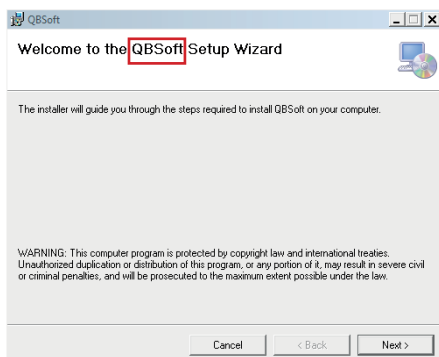 QBSoft
Welcome to the QBSoft Setup Wizard
The installer will guide you through the steps required to install QBSoft on your computer.
WARNING: This computer program is protected by copyright law and international treaties.
Unauthorized duplication or distribution of this program, or any portion of it, may result in severe civil
or criminal penalties, and will be prosecuted to the maximum extent possible under the law.
Cancel
< Back
Next >